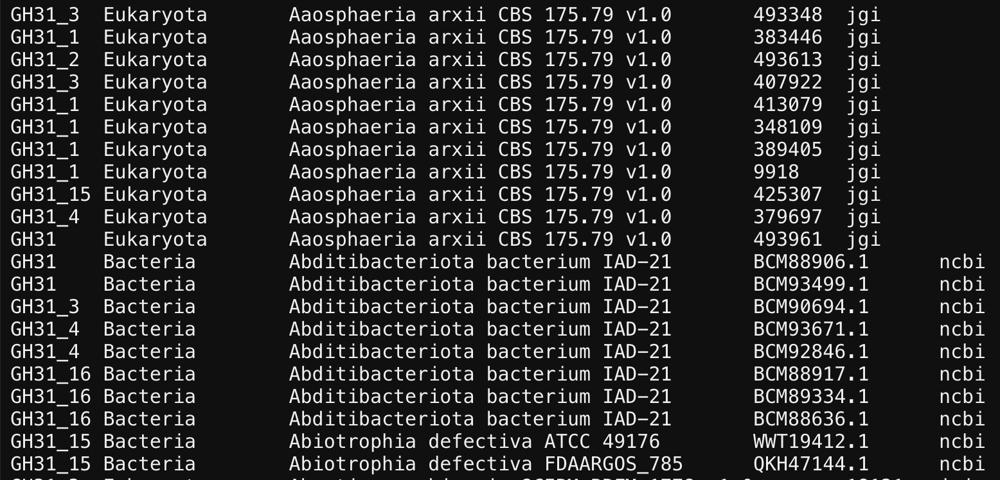 GH31_3 Eukaryota Aaosphaeria arxii CBS 175.79 v1.0 493348 jgi
GH31_1 Eukaryota Aaosphaeria arxii CBS 175.79 v1.0 383446 jgi
GH31_2 Eukaryota Aaosphaeria arxii CBS 175.79 v1.0 493613 jgi
GH31_3 Eukaryota Aaosphaeria arxii CBS 175.79 v1.0 407922 jgi
GH31_1 Eukaryota Aaosphaeria arxii CBS 175.79 v1.0 413079 jgi
GH31_1 Eukaryota Aaosphaeria arxii CBS 175.79 v1.0 348109 jgi
GH31_1 Eukaryota Aaosphaeria arxii CBS 175.79 v1.0 389405 jgi
GH31_1 Eukaryota Aaosphaeria arxii CBS 175.79 v1.0 9918 jgi
GH31_15 Eukaryota Aaosphaeria arxii CBS 175.79 v1.0 425307 jgi
GH31_4 Eukaryota Aaosphaeria arxii CBS 175.79 v1.0 379697 jgi
GH31 Eukaryota Aaosphaeria arxii CBS 175.79 v1.0 493961 jgi
GH31 Bacteria Abditibacteriota bacterium IAD-21 BCM88906.1 ncbi
GH31 Bacteria Abditibacteriota bacterium IAD-21 BCM93499.1 ncbi
GH31_3 Bacteria Abditibacteriota bacterium IAD-21 BCM90694.1 ncbi
GH31_4 Bacteria Abditibacteriota bacterium IAD-21 BCM93671.1 ncbi
GH31_4 Bacteria Abditibacteriota bacterium IAD-21 BCM92846.1 ncbi
GH31_16 Bacteria Abditibacteriota bacterium IAD-21 BCM88917.1 ncbi
GH31_16 Bacteria Abditibacteriota bacterium IAD-21 BCM89334.1 ncbi
GH31_16 Bacteria Abditibacteriota bacterium IAD-21 BCM88636.1 ncbi
GH31_15 Bacteria Abiotrophia defectiva ATCC 49176 WWT19412.1 ncbi
GH31_15 Bacteria Abiotrophia defectiva FDAARGOS_785 QKH47144.1 ncbi